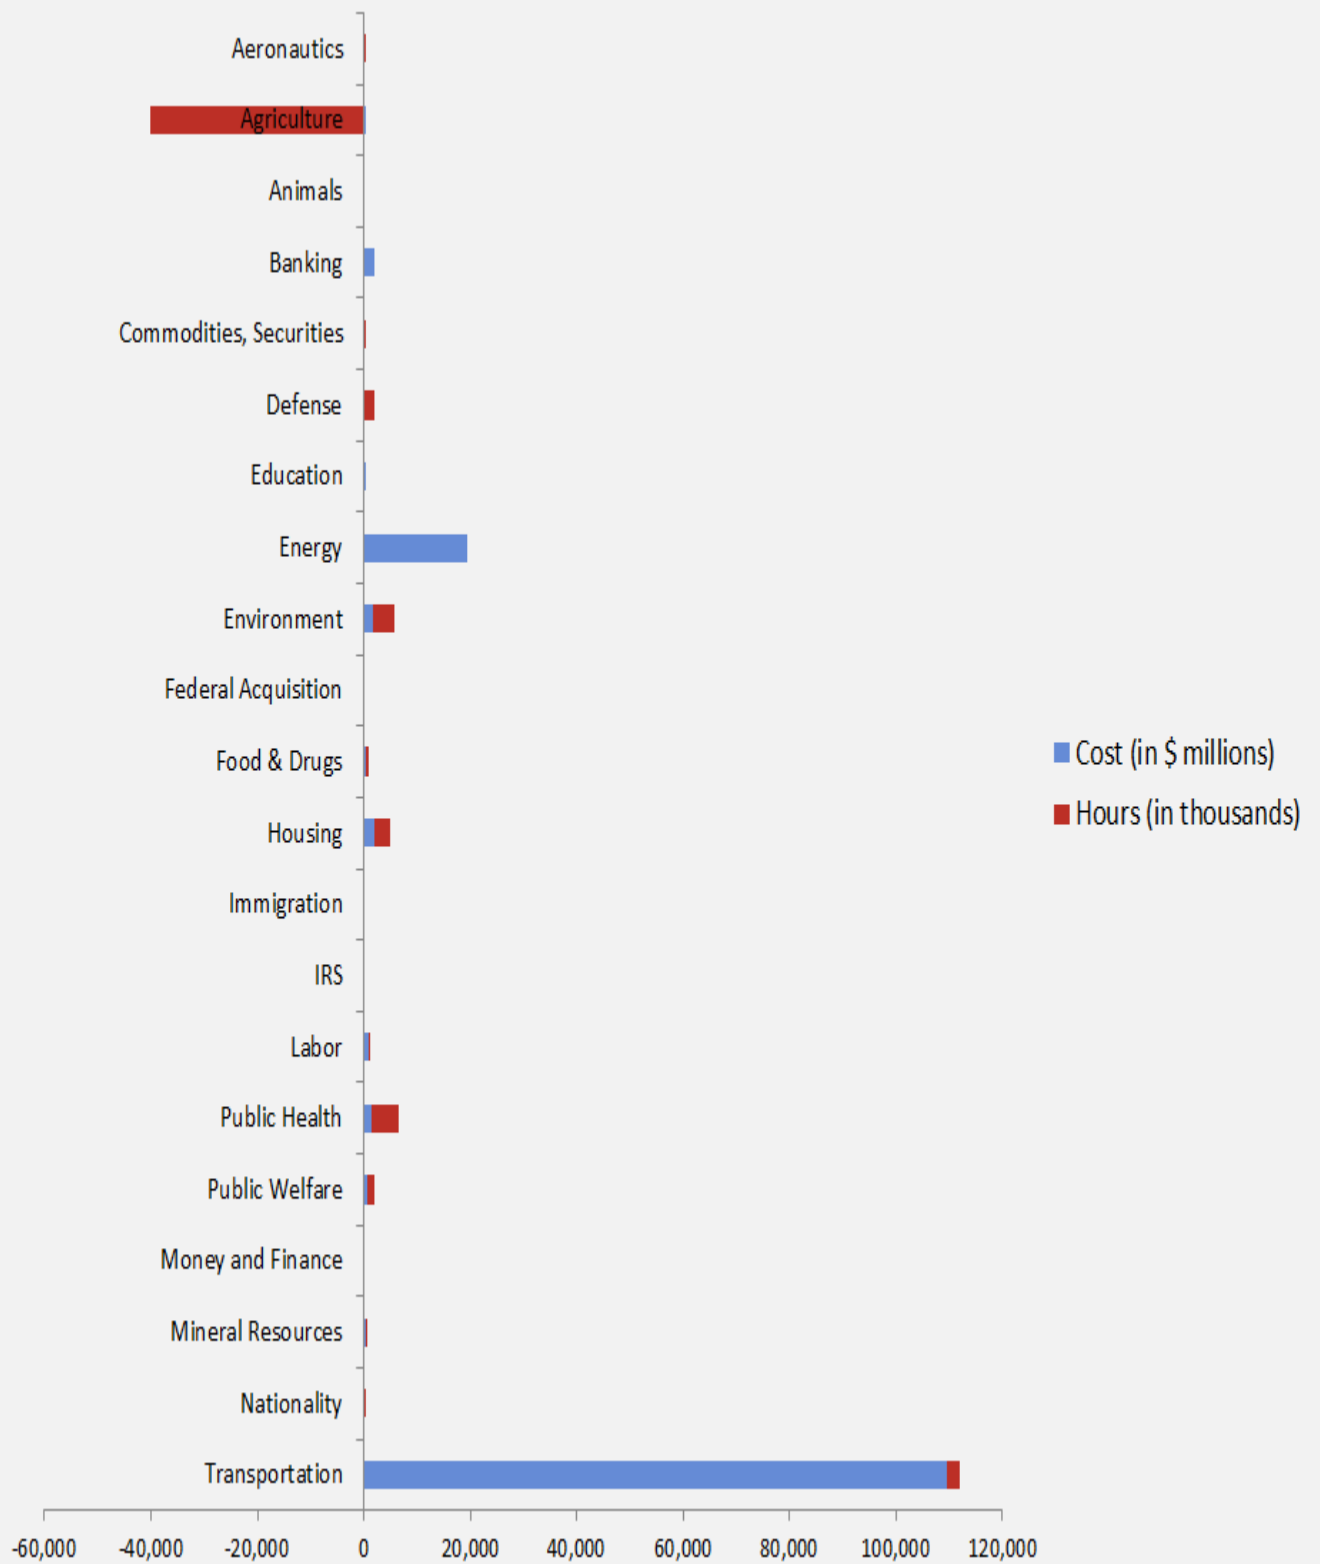 Aeronautics
Agriculture
Animals
Banking
Commodities, Securities
Defense
Education
Energy
Environment
Federal Acquisition
Food & Drugs
Housing
Immigration
IRS
Labor
Public Health
Public Welfare
Money and Finance
Mineral Resources
Nationality
Transportation
-60,000 -40,000 -20,000 0 20,000 40,000 60,000 80,000 100,000 120,000
Cost (in $ millions)
Hours (in thousands)